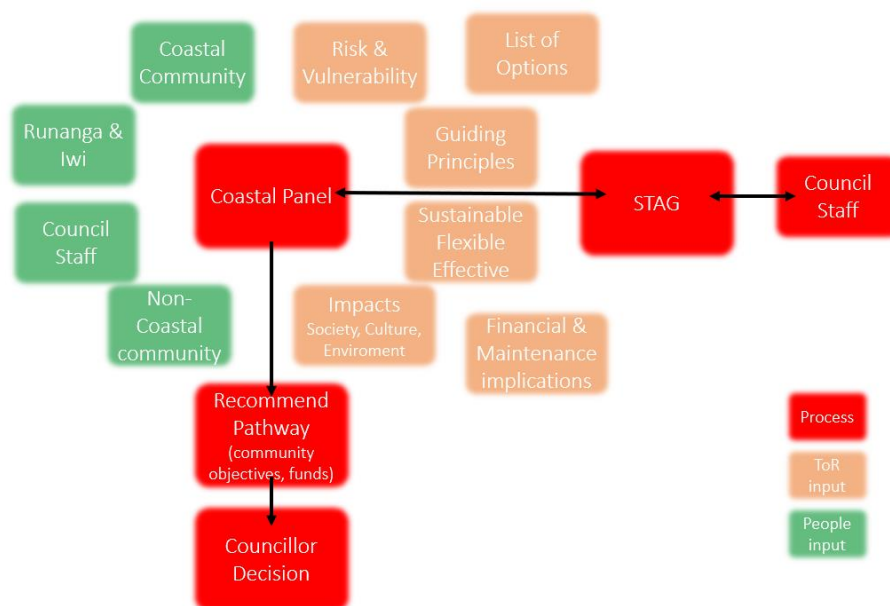 Coastal
Community
Risk &
Vulnerability
List of
Options
Runanga &
Iwi
Guiding
Principles
Coastal Panel
STAG
Council
Staff
Council
Staff
Sustainable
Flexible
Effective
Non-
Coastal
community
Impacts
Society, Culture,
Enviroment
Financial &
Maintenance
implications
Recommend
Pathway
(community
objectives, funds)
Councillor
Decision
Process
ToR
input
People
input